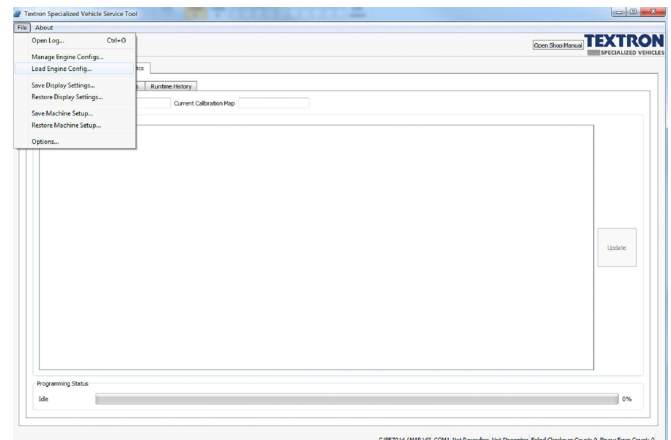 Textron Specialized Vehicle Service Tool
File About
Open Log... Ctrl+O
Manage Engine Configs...
Load Engine Config...
Save Display Settings...
Restore Display Settings...
Save Machine Setup...
Restore Machine Setup...
Options...
Open Shop Manual
TEXTRON
SPECIALIZED VEHICLES
Runtime History
Current Calibration Map
Update
Programming Status
Idle
0%